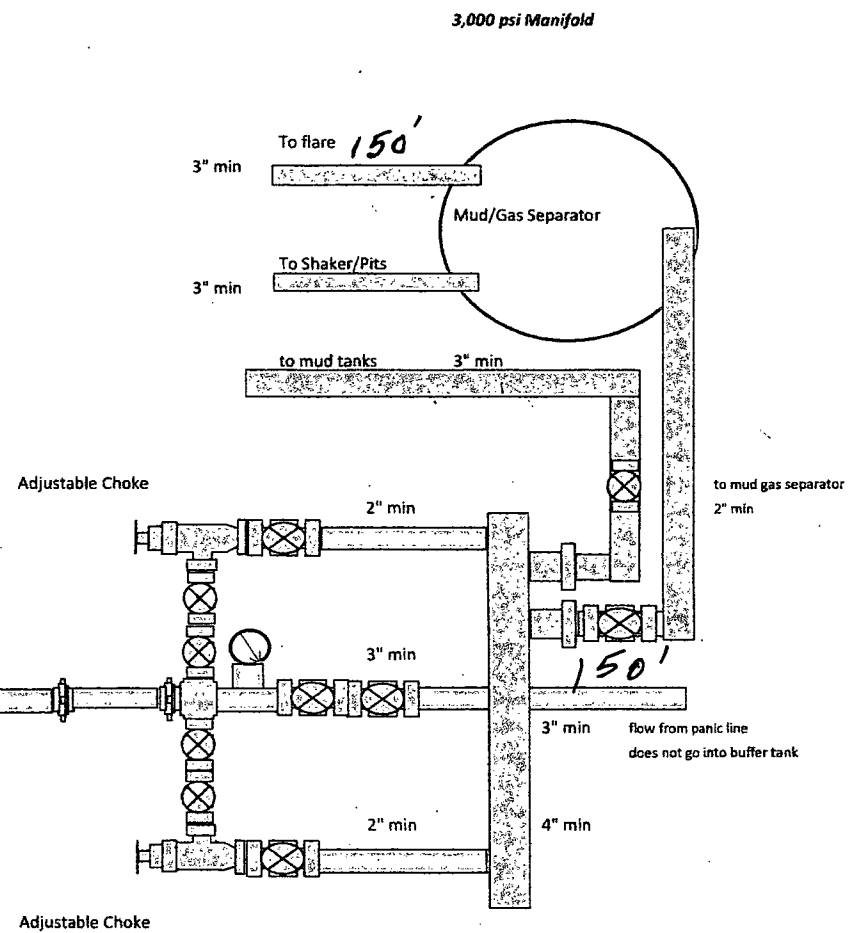 3,000 psi Manifold
To flare 150'
3" min
Mud/Gas Separator
To Shaker/Pits
3" min
to mud tanks 3" min
Adjustable Choke
to mud gas separator
2" min
2" min
3" min
150'
3" min
flow from panic line
does not go into buffer tank
2" min
4" min
Adjustable Choke